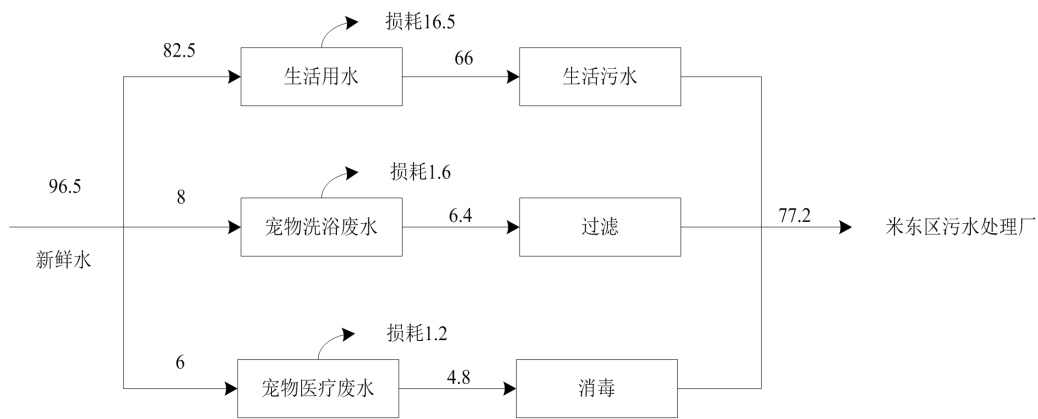 损耗16.5
82.5
生活用水
66
生活污水
96.5
新鲜水
损耗1.6
8
宠物洗浴废水
6.4
过滤
77.2
米东区污水处理厂
损耗1.2
6
宠物医疗废水
4.8
消毒